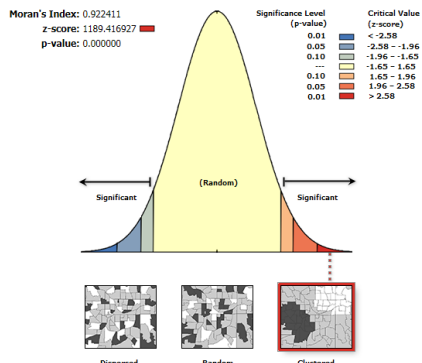 Moran's Index: 0.922411
z-score: 1189.416927
p-value: 0.000000
Significance Level
(p-value)
Critical Value
(z-score)
0.01 < -2.58
0.05 -2.58 - -1.96
0.10 -1.96 - -1.65
--- -1.65 - 1.65
0.10 1.65 - 1.96
0.05 1.96 - 2.58
0.01 > 2.58
(Random)
Significant Significant
Dispersed Random Clustered